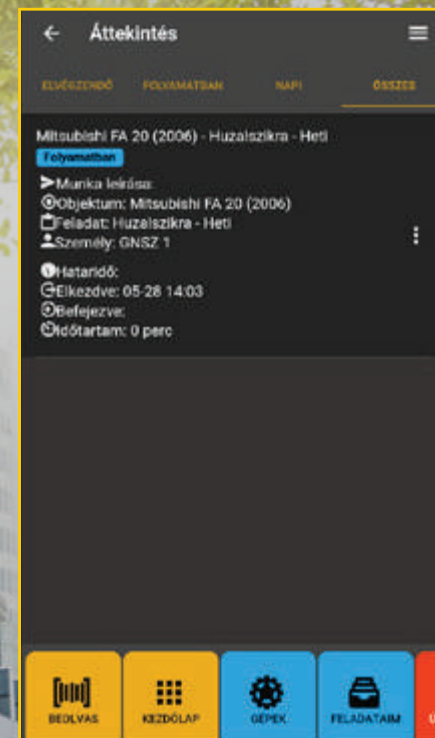 Áttekintés
ELVÉGZENDŐ FOLYAMATBAN NAPI ÖSSZES
Mitsubishi FA 20 (2006) - Huzalszikra - Heti
Folyamatban
Munka leírása:
Objektum: Mitsubishi FA 20 (2006)
Feladat: Huzalszikra - Heti
Személy: GNSZ 1
Határidő:
Elkezdve: 05-28 14:03
Befejezve:
Időtartam: 0 perc
BEOLVAS KEZDŐLAP GÉPEK FELADATAIM